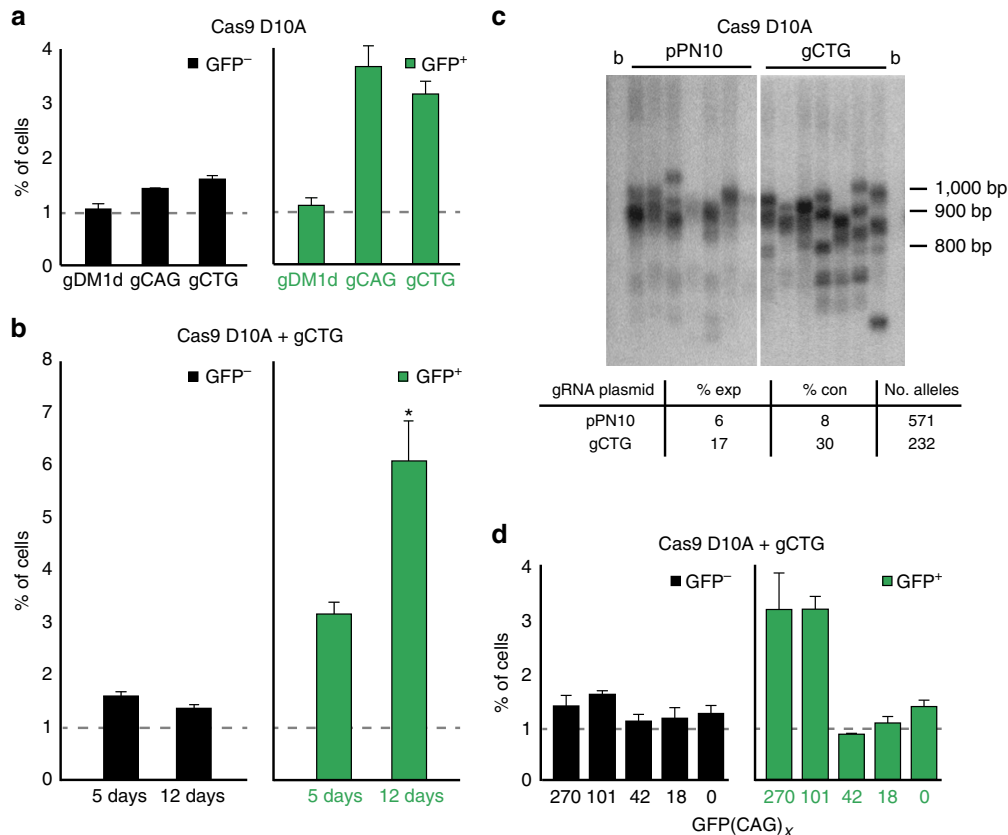 a
Cas9 D10A
% of cells
4
3
2
1
0
GFP⁻
GFP⁺
gDM1d gCAG gCTG
gDM1d gCAG gCTG
b
Cas9 D10A + gCTG
% of cells
8
7
6
5
4
3
2
1
0
GFP⁻
GFP⁺
*
5 days 12 days
5 days 12 days
c
Cas9 D10A
b pPN10 gCTG b
1,000 bp
900 bp
800 bp
gRNA plasmid % exp % con No. alleles
pPN10 6 8 571
gCTG 17 30 232
d
Cas9 D10A + gCTG
% of cells
4
3
2
1
0
GFP⁻
GFP⁺
270 101 42 18 0
270 101 42 18 0
GFP(CAG)x